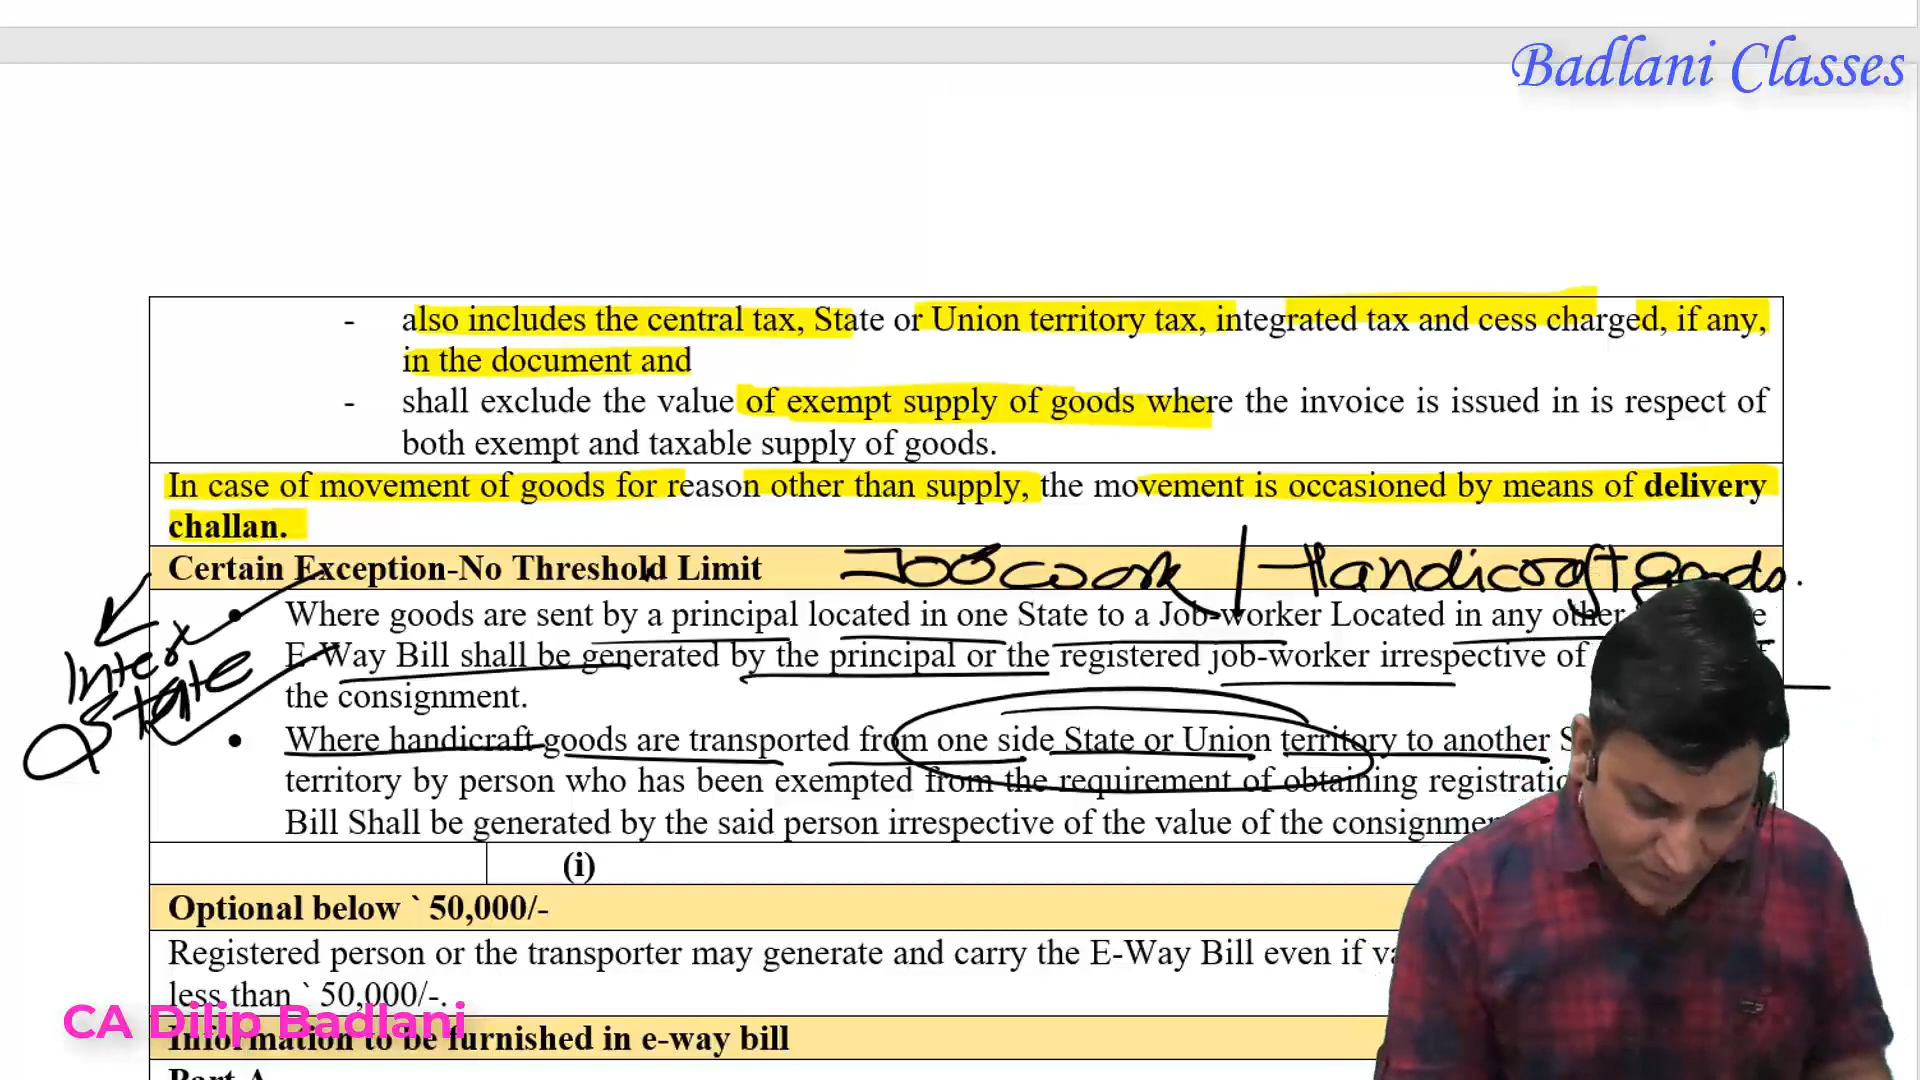 Badlani Classes
- also includes the central tax, State or Union territory tax, integrated tax and cess charged, if any,
in the document and
- shall exclude the value of exempt supply of goods where the invoice is issued in is respect of
both exempt and taxable supply of goods.
In case of movement of goods for reason other than supply, the movement is occasioned by means of delivery
challan.
Certain Exception-No Threshold Limit Job work Handicraft goods.
• Where goods are sent by a principal located in one State to a Job-worker Located in any other
E-Way Bill shall be generated by the principal or the registered job-worker irrespective of
the consignment.
Inter
State
• Where handicraft goods are transported from one side State or Union territory to another
territory by person who has been exempted from the requirement of obtaining
Bill Shall be generated by the said person irrespective of the value of the
(i)
Optional below ` 50,000/-
Registered person or the transporter may generate and carry the E-Way Bill even if
less than ` 50,000/-.
CA Dilip Badlani
Information to be furnished in e-way bill
Part A